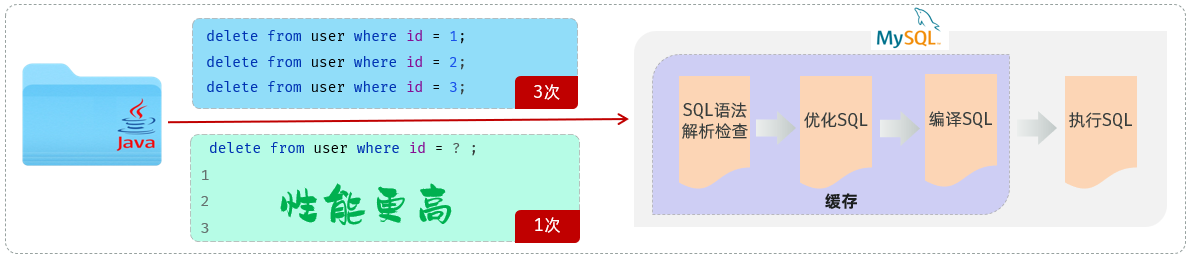 Java
delete from user where id = 1;
delete from user where id = 2;
delete from user where id = 3;
3次
delete from user where id = ? ;
1
2
3
性能更高
1次
MySQL
SQL语法
解析检查
优化SQL
编译SQL
缓存
执行SQL